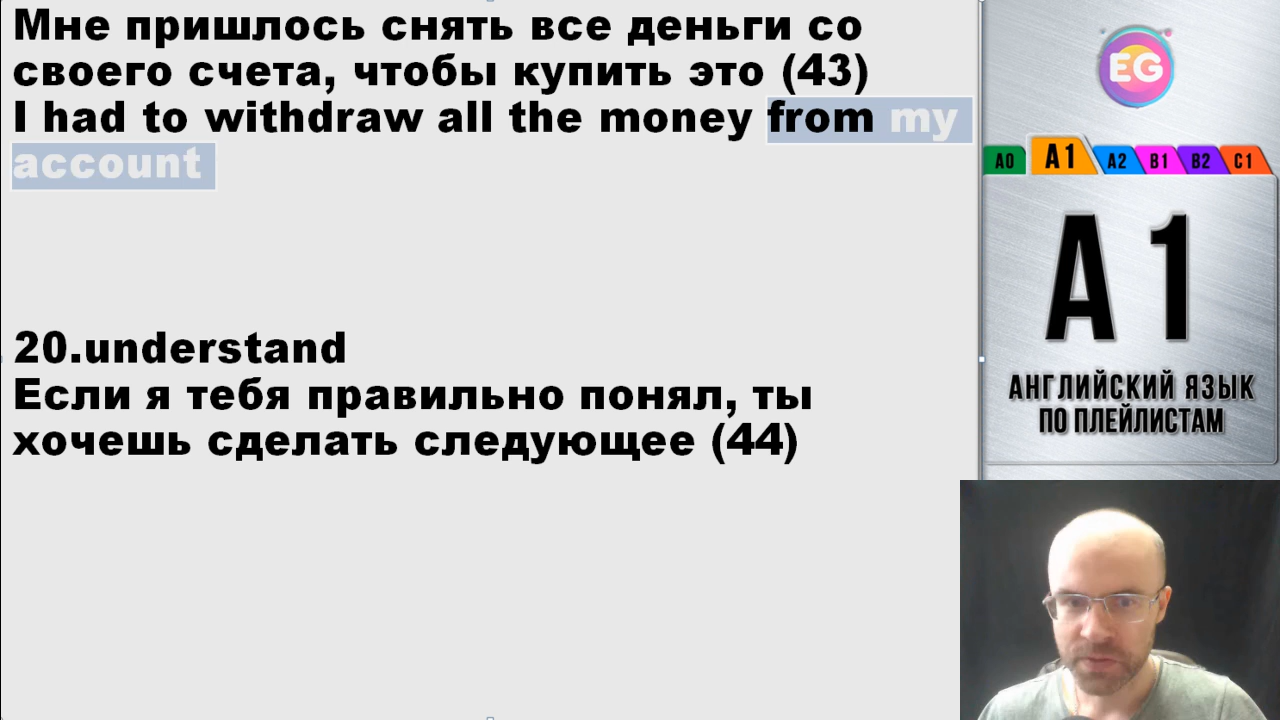 Мне пришлось снять все деньги со
своего счета, чтобы купить это (43)
I had to withdraw all the money from my
account
20.understand
Если я тебя правильно понял, ты
хочешь сделать следующее (44)
EG
A0 A1 A2 B1 B2 C1
A1
АНГЛИЙСКИЙ ЯЗЫК
ПО ПЛЕЙЛИСТАМ